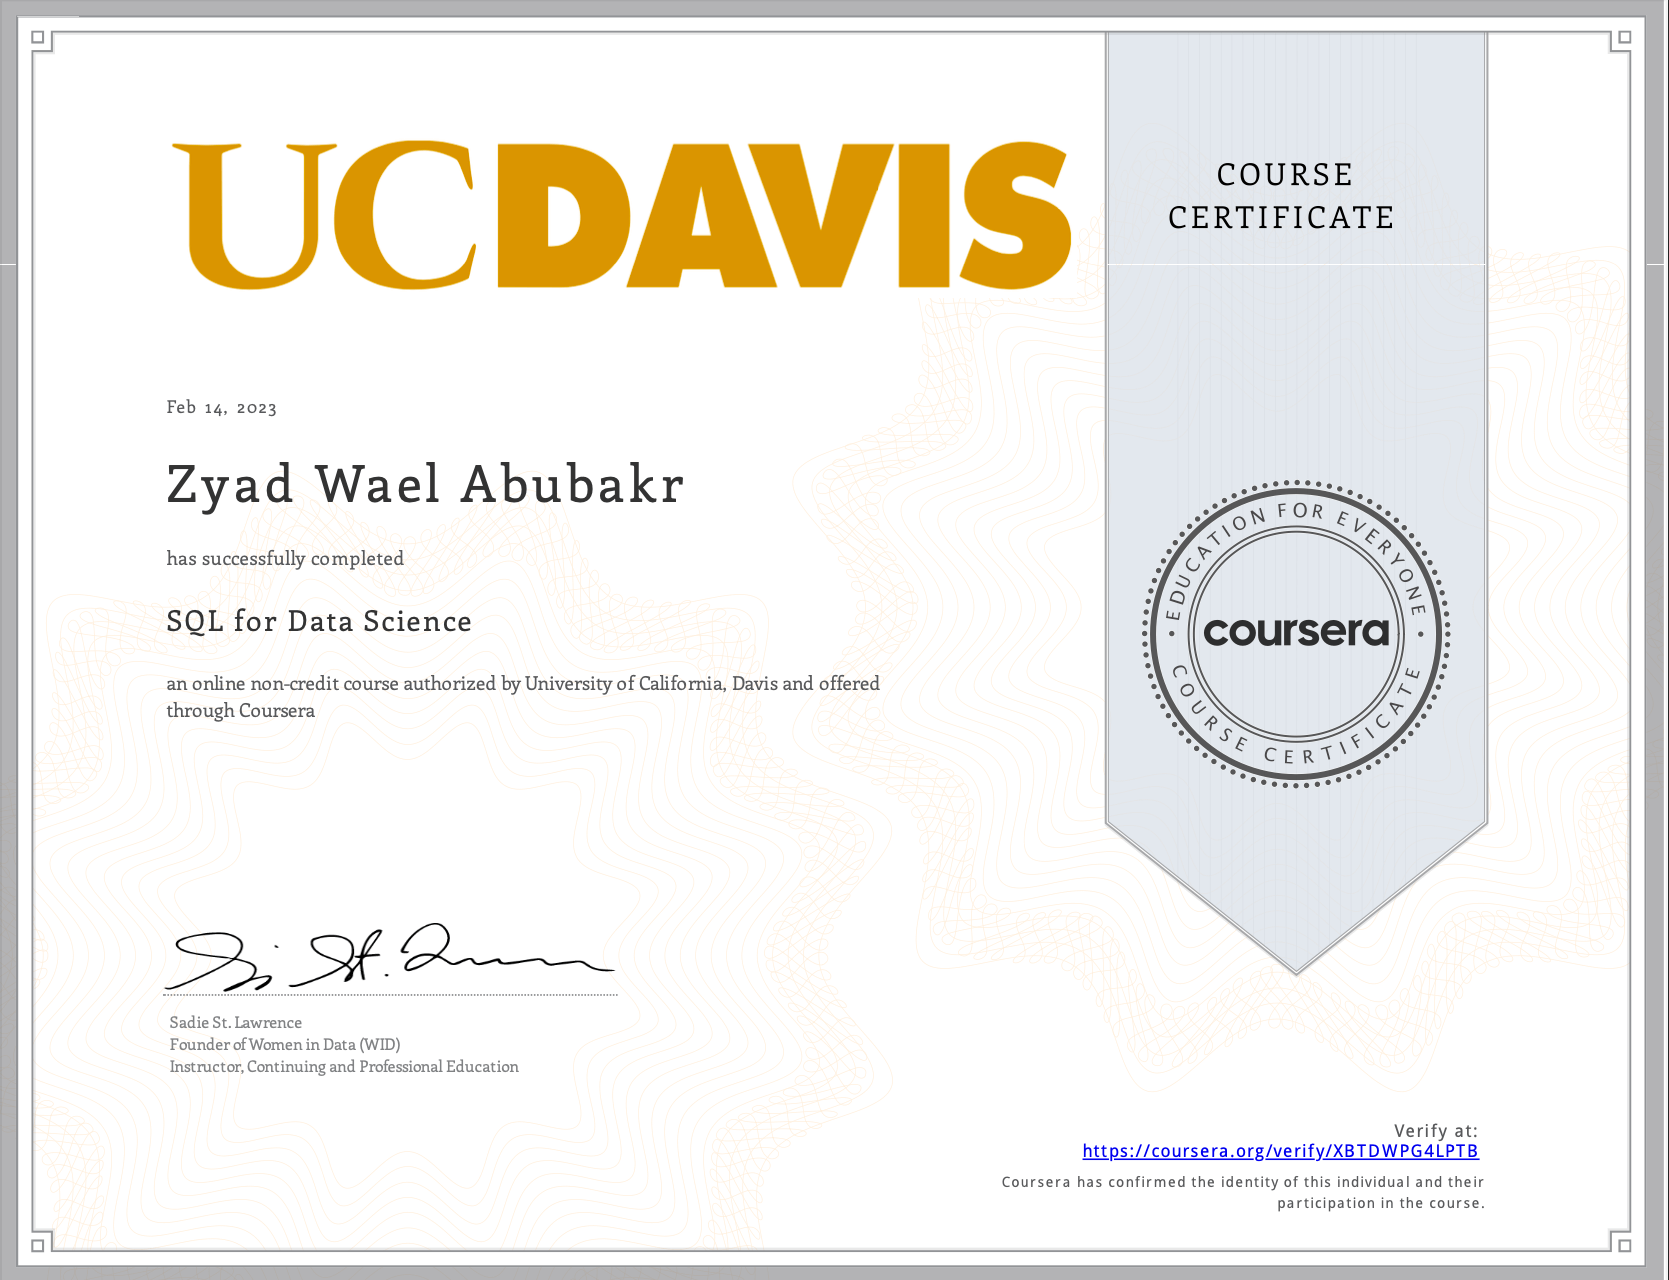 UCDAVIS
COURSE
CERTIFICATE
Feb 14, 2023
Zyad Wael Abubakr
has successfully completed
SQL for Data Science
an online non-credit course authorized by University of California, Davis and offered
through Coursera
EDUCATION FOR EVERYONE
coursera
COURSE CERTIFICATE
Sadie St. Lawrence
Founder of Women in Data (WID)
Instructor, Continuing and Professional Education
Verify at:
https://coursera.org/verify/XBTDWPG4LPTB
Coursera has confirmed the identity of this individual and their
participation in the course.